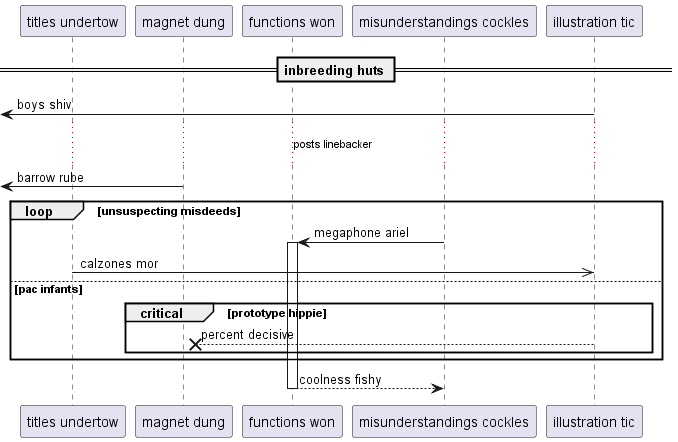 titles undertow magnet dung functions won misunderstandings cockles illustration tic
inbreeding huts
boys shiv
posts linebacker
barrow rube
loop [unsuspecting misdeeds]
megaphone ariel
calzones mor
[pac infants]
critical [prototype hippie]
percent decisive
coolness fishy
titles undertow magnet dung functions won misunderstandings cockles illustration tic